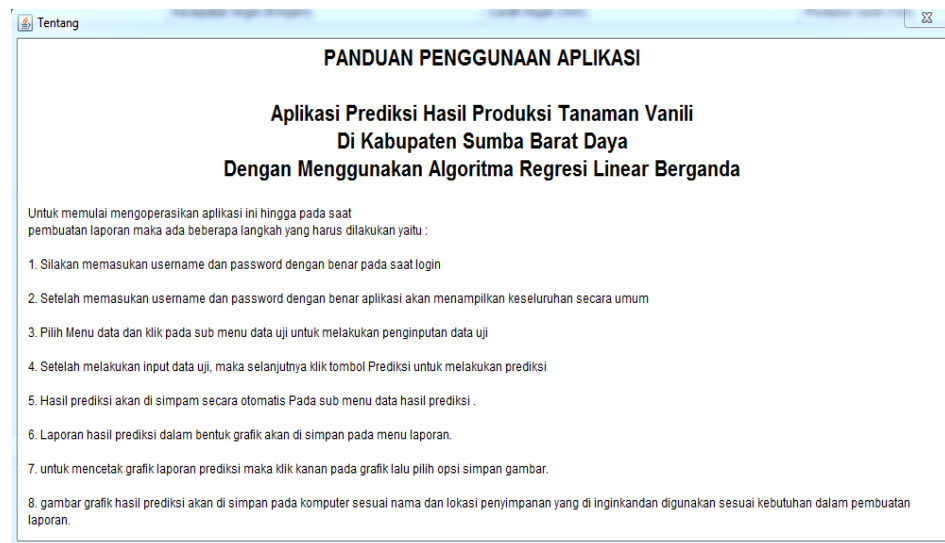 Tentang
PANDUAN PENGGUNAAN APLIKASI
Aplikasi Prediksi Hasil Produksi Tanaman Vanili
Di Kabupaten Sumba Barat Daya
Dengan Menggunakan Algoritma Regresi Linear Berganda
Untuk memulai mengoperasikan aplikasi ini hingga pada saat
pembuatan laporan maka ada beberapa langkah yang harus dilakukan yaitu :
1. Silakan memasukan username dan password dengan benar pada saat login
2. Setelah memasukan username dan password dengan benar aplikasi akan menampilkan keseluruhan secara umum
3. Pilih Menu data dan klik pada sub menu data uji untuk melakukan penginputan data uji
4. Setelah melakukan input data uji, maka selanjutnya klik tombol Prediksi untuk melakukan prediksi
5. Hasil prediksi akan di simpam secara otomatis Pada sub menu data hasil prediksi .
6. Laporan hasil prediksi dalam bentuk grafik akan di simpan pada menu laporan.
7. untuk mencetak grafik laporan prediksi maka klik kanan pada grafik lalu pilih opsi simpan gambar.
8. gambar grafik hasil prediksi akan di simpan pada komputer sesuai nama dan lokasi penyimpanan yang di inginkandan digunakan sesuai kebutuhan dalam pembuatan
laporan.